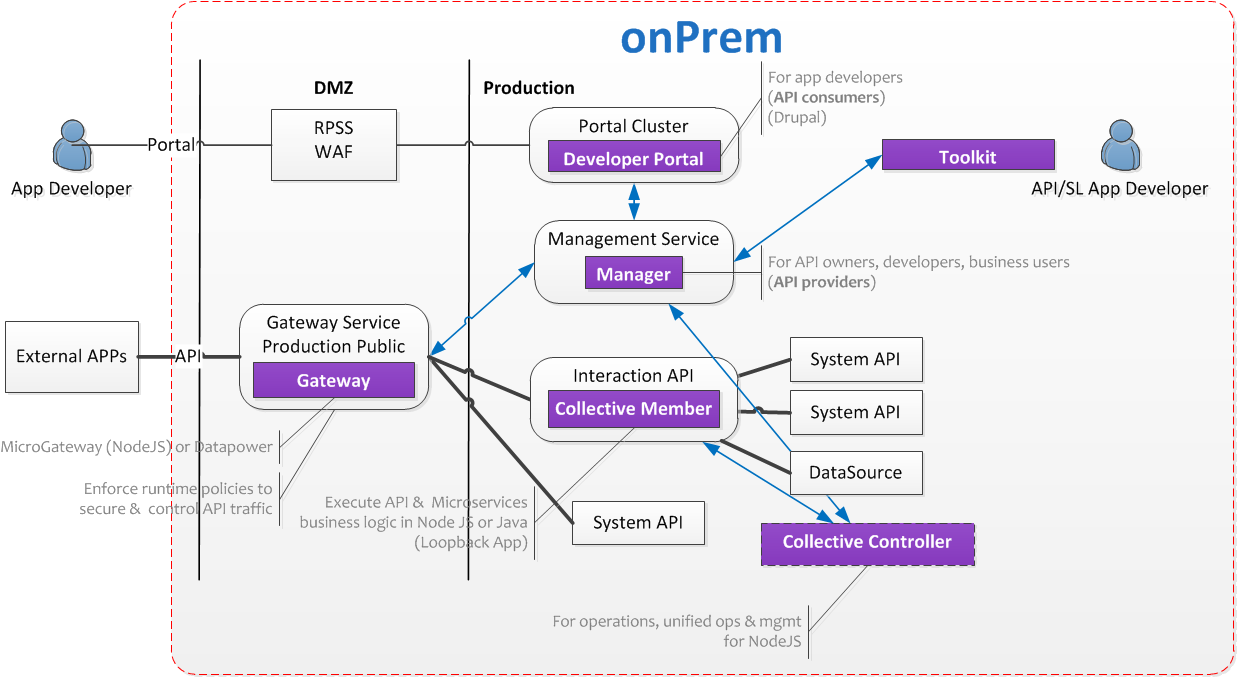 onPrem
DMZ
Production
For app developers
(API consumers)
(Drupal)
RPSS
WAF
Portal Cluster
Developer Portal
Portal
App Developer
Toolkit
API/SL App Developer
Management Service
Manager
For API owners, developers, business users
(API providers)
Gateway Service
Production Public
Gateway
External APPs
API
Interaction API
Collective Member
System API
System API
DataSource
MicroGateway (NodeJS) or Datapower
Enforce runtime policies to
secure & control API traffic
Execute API & Microservices
business logic in Node JS or Java
(Loopback App)
System API
Collective Controller
For operations, unified ops & mgmt
for NodeJS